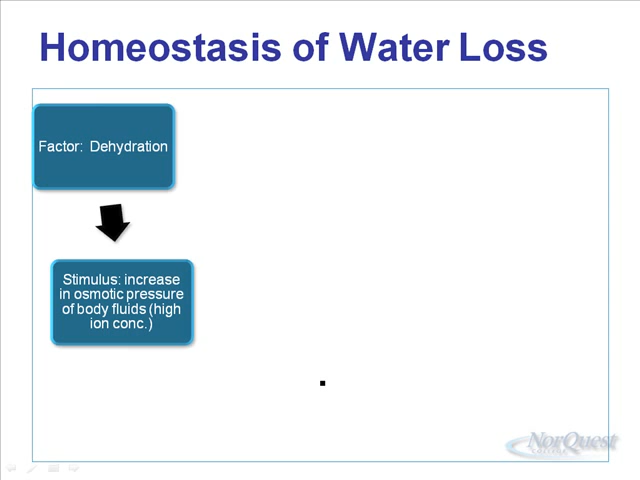 Homeostasis of Water Loss
Factor: Dehydration
Stimulus: increase
in osmotic pressure
of body fluids (high
ion conc.)
NorQuest
COLLEGE